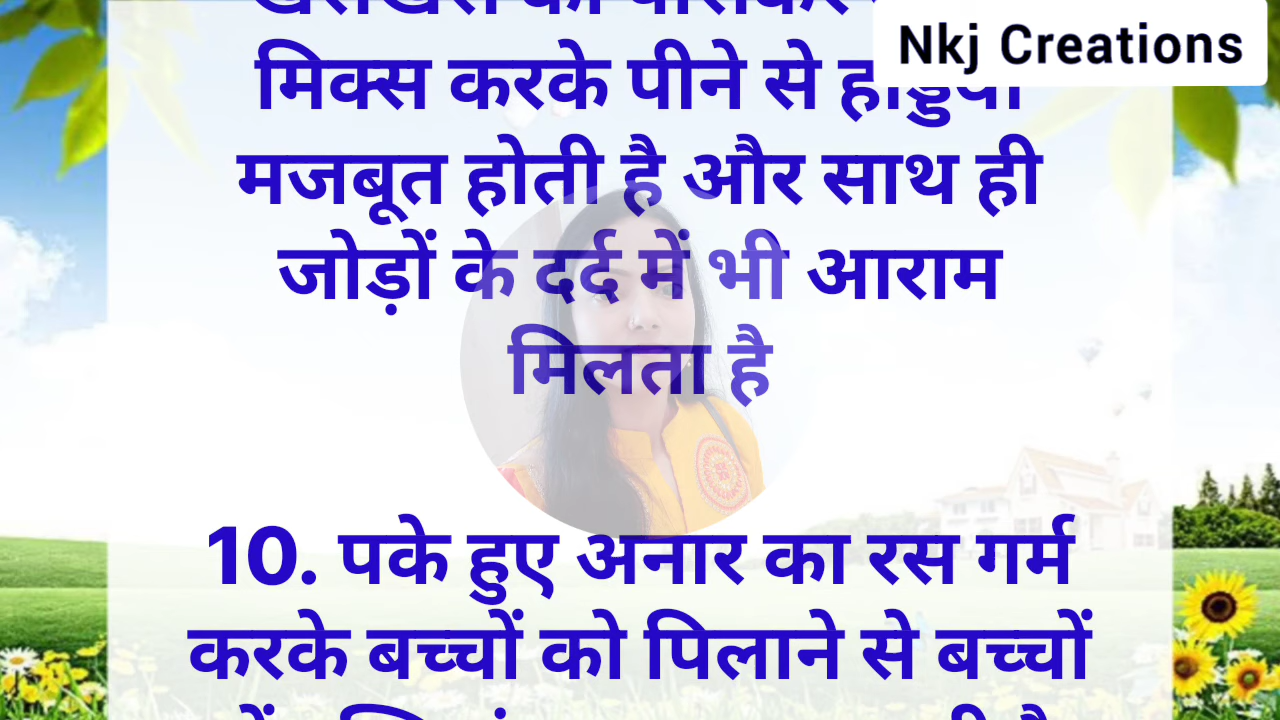 Nkj Creations
मिक्स करके पीने से
मजबूत होती है और साथ ही
जोड़ों के दर्द में भी आराम
मिलता है
10. पके हुए अनार का रस गर्म
करके बच्चों को पिलाने से बच्चों